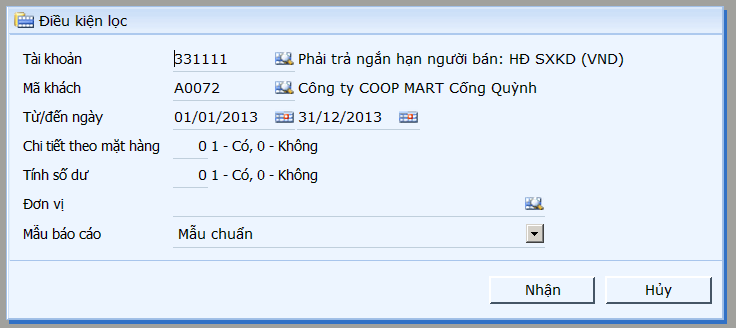 Điều kiện lọc
Tài khoản 331111 Phải trả ngắn hạn người bán: HĐ SXKD (VND)
Mã khách A0072 Công ty COOP MART Cống Quỳnh
Từ/đến ngày 01/01/2013 31/12/2013
Chi tiết theo mặt hàng 0 1 - Có, 0 - Không
Tính số dư 0 1 - Có, 0 - Không
Đơn vị
Mẫu báo cáo Mẫu chuẩn
Nhận Hủy